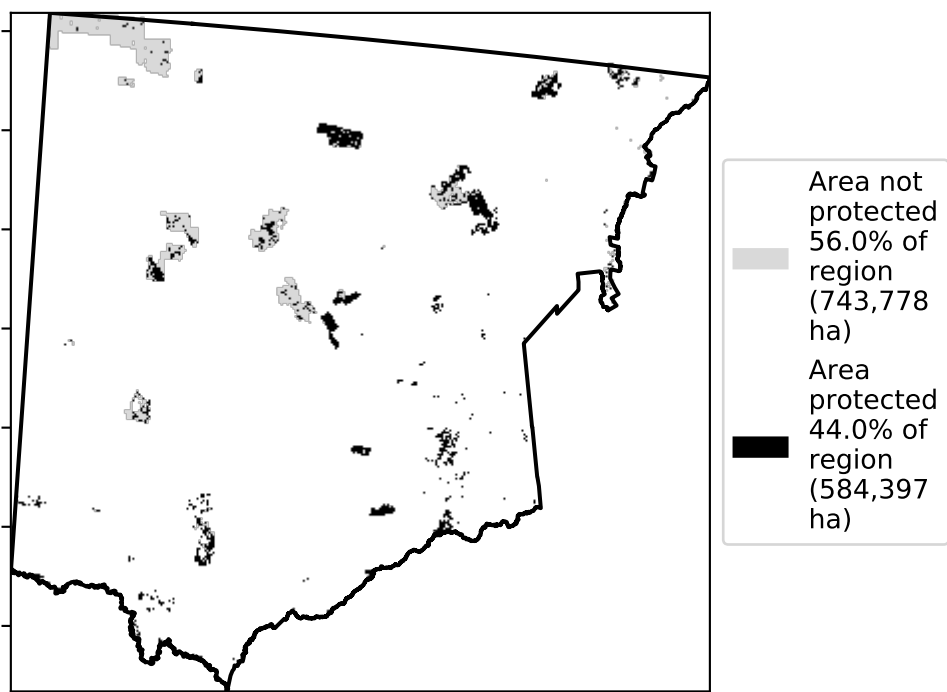 Area not
protected
56.0% of
region
(743,778
ha)
Area
protected
44.0% of
region
(584,397
ha)